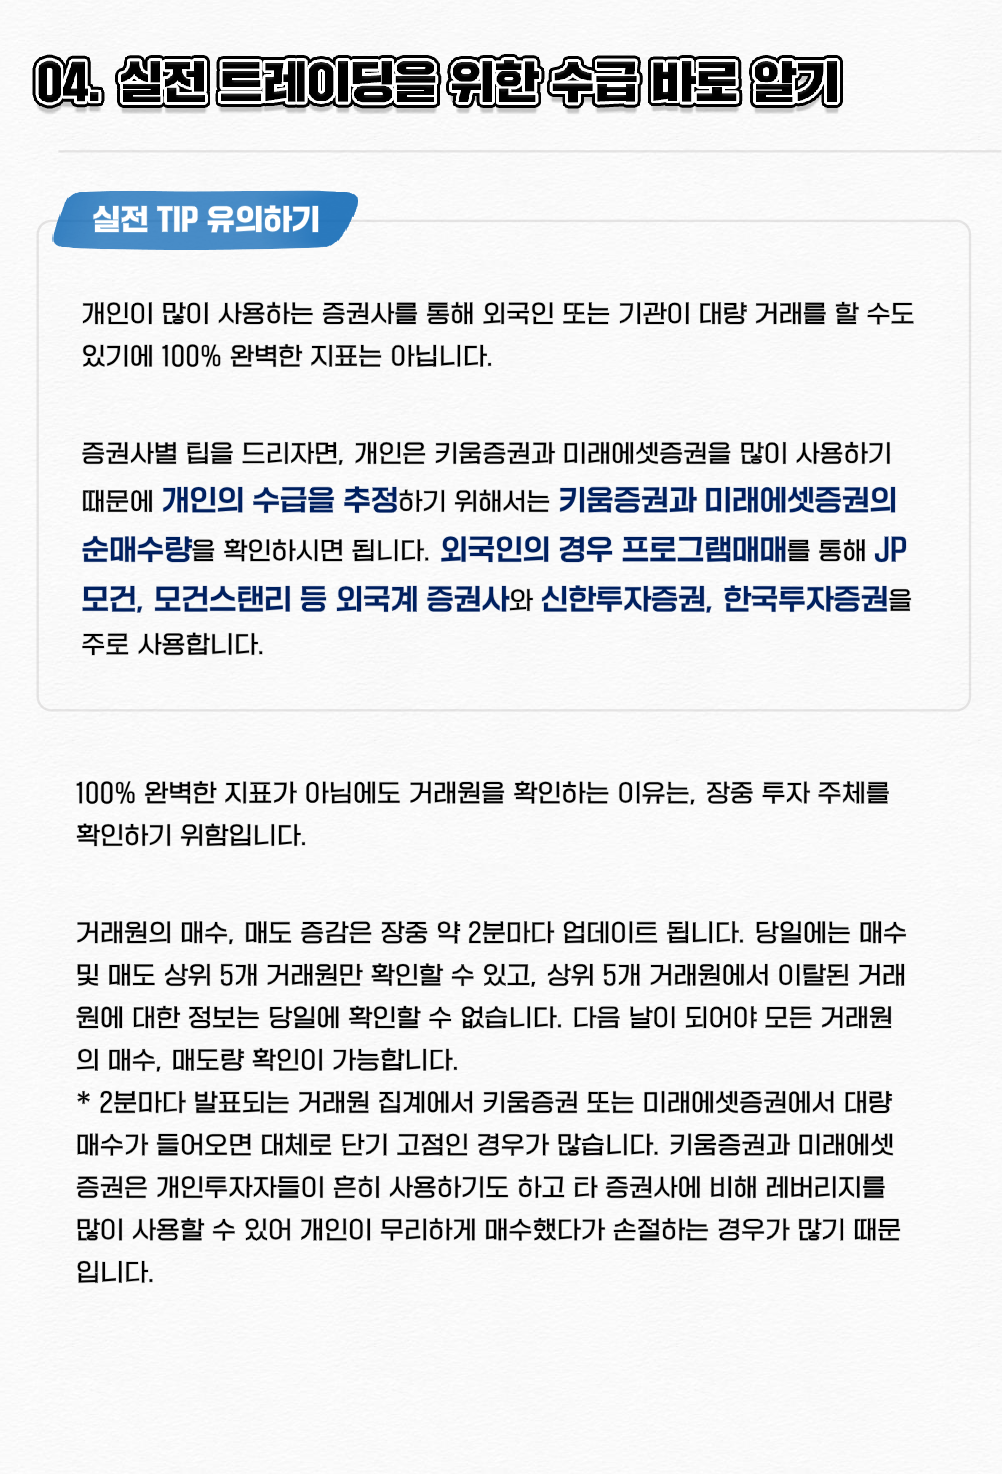 04. 실전 트레이딩을 위한 수급 바로 알기
실전 TIP 유의하기
개인이 많이 사용하는 증권사를 통해 외국인 또는 기관이 대량 거래를 할 수도
있기에 100% 완벽한 지표는 아닙니다.
증권사별 팁을 드리자면, 개인은 키움증권과 미래에셋증권을 많이 사용하기
때문에 개인의 수급을 추정하기 위해서는 키움증권과 미래에셋증권의
순매수량을 확인하시면 됩니다. 외국인의 경우 프로그램매매를 통해 JP
모건, 모건스탠리 등 외국계 증권사와 신한투자증권, 한국투자증권을
주로 사용합니다.
100% 완벽한 지표가 아님에도 거래원을 확인하는 이유는, 장중 투자 주체를
확인하기 위함입니다.
거래원의 매수, 매도 증감은 장중 약 2분마다 업데이트 됩니다. 당일에는 매수
및 매도 상위 5개 거래원만 확인할 수 있고, 상위 5개 거래원에서 이탈된 거래
원에 대한 정보는 당일에 확인할 수 없습니다. 다음 날이 되어야 모든 거래원
의 매수, 매도량 확인이 가능합니다.
* 2분마다 발표되는 거래원 집계에서 키움증권 또는 미래에셋증권에서 대량
매수가 들어오면 대체로 단기 고점인 경우가 많습니다. 키움증권과 미래에셋
증권은 개인투자자들이 흔히 사용하기도 하고 타 증권사에 비해 레버리지를
많이 사용할 수 있어 개인이 무리하게 매수했다가 손절하는 경우가 많기 때문
입니다.